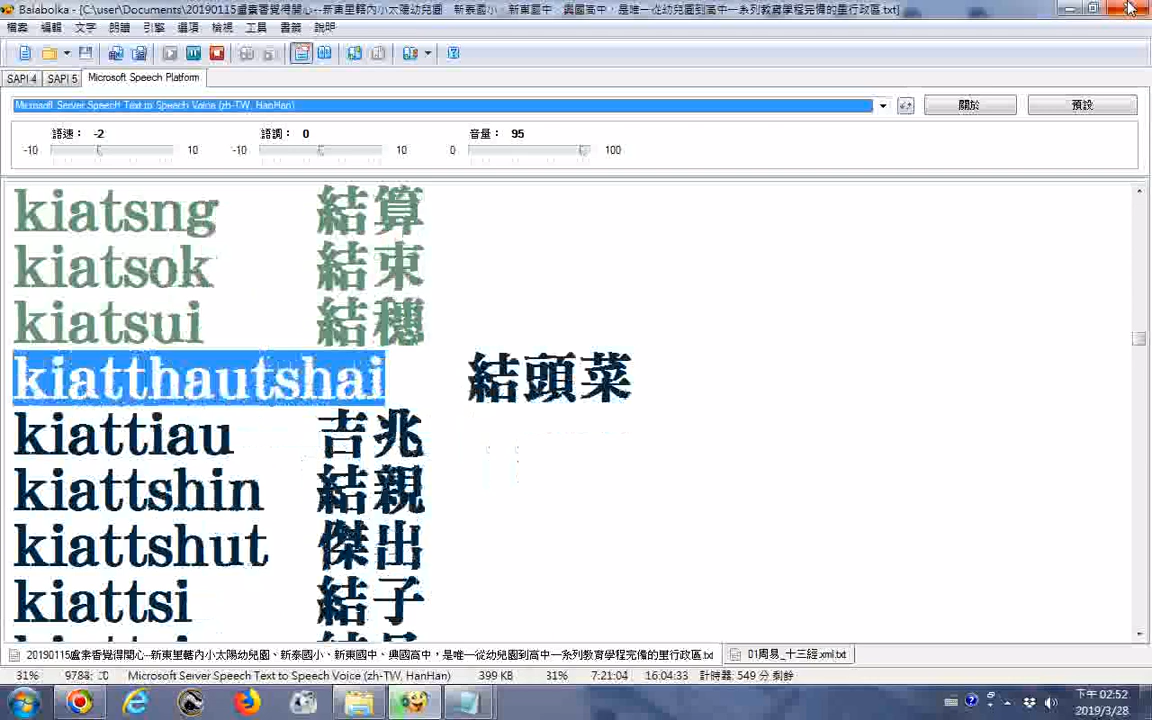 Balabolka - [C:\user\Documents\20190115盧素香覺得開心--新東里轄內小太陽幼兒園、新泰國小、新東國中、興國高中，是唯一從幼兒園到高中一系列教育學程完備的里行政區.txt]
檔案 編輯 文字 朗讀 引擎 選項 檢視 工具 書籤 說明
SAPI 4 SAPI 5 Microsoft Speech Platform
Microsoft Server Speech Text to Speech Voice (zh-TW, HanHan) 關於 預設
語速： -2 語調： 0 音量： 95
-10 10 -10 10 0 100
kiatsng 結算
kiatsok 結束
kiatsui 結穗
kiatthautshai 結頭菜
kiattiau 吉兆
kiattshin 結親
kiattshut 傑出
kiattsi 結子
20190115盧素香覺得開心--新東里轄內小太陽幼兒園、新泰國小、新東國中、興國高中，是唯一從幼兒園到高中一系列教育學程完備的里行政區.txt 01周易_十三經.xml.txt
31% Microsoft Server Speech Text to Speech Voice (zh-TW, HanHan) 399 KB 31% 7:21:04 16:04:33 計時器: 549 分 剩餘
下午 02:52
2019/3/28